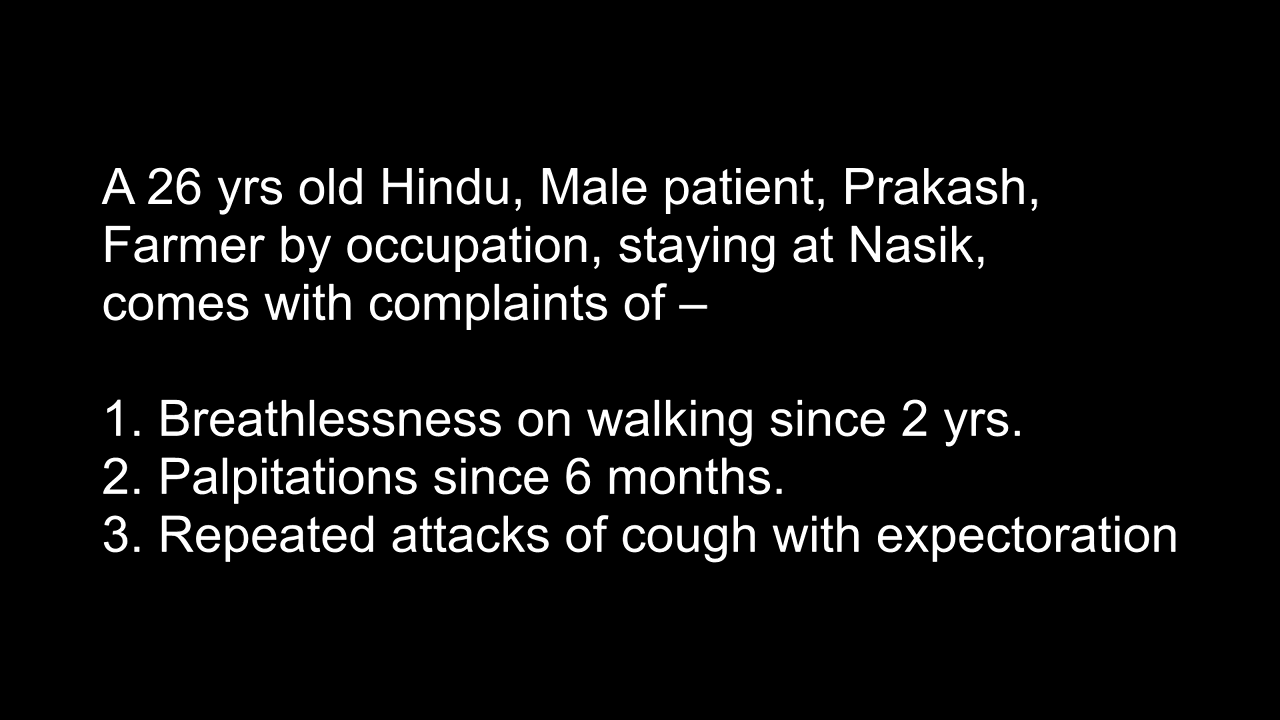 A 26 yrs old Hindu, Male patient, Prakash,
Farmer by occupation, staying at Nasik,
comes with complaints of –
1. Breathlessness on walking since 2 yrs.
2. Palpitations since 6 months.
3. Repeated attacks of cough with expectoration